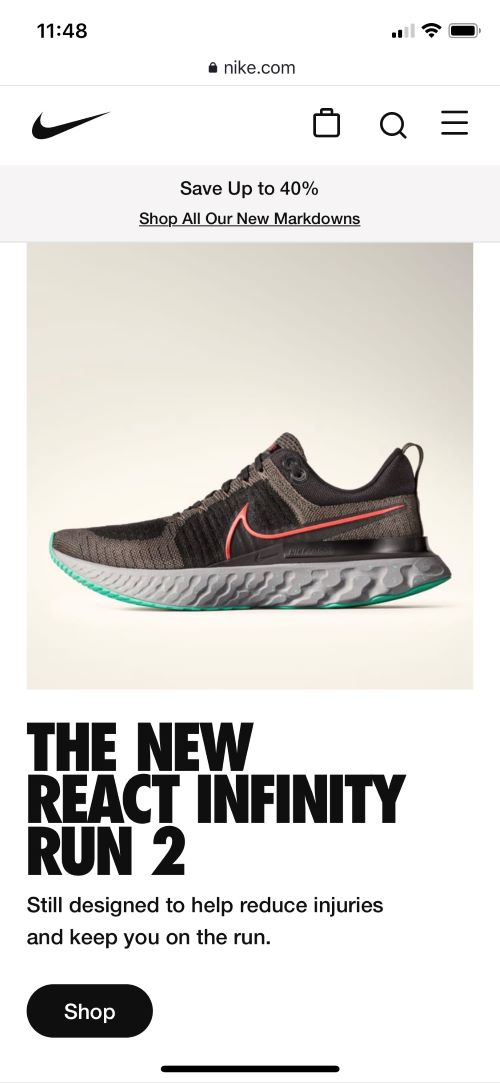 11:48
nike.com
Save Up to 40%
Shop All Our New Markdowns
THE NEW
REACT INFINITY
RUN 2
Still designed to help reduce injuries
and keep you on the run.
Shop